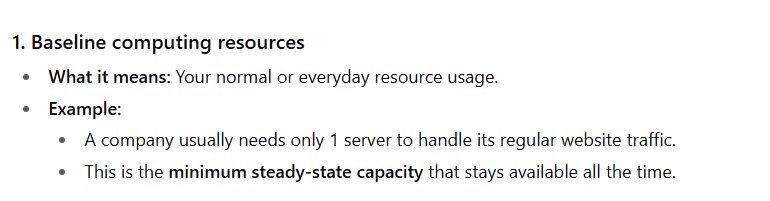 1. Baseline computing resources
• What it means: Your normal or everyday resource usage.
• Example:
• A company usually needs only 1 server to handle its regular website traffic.
• This is the minimum steady-state capacity that stays available all the time.